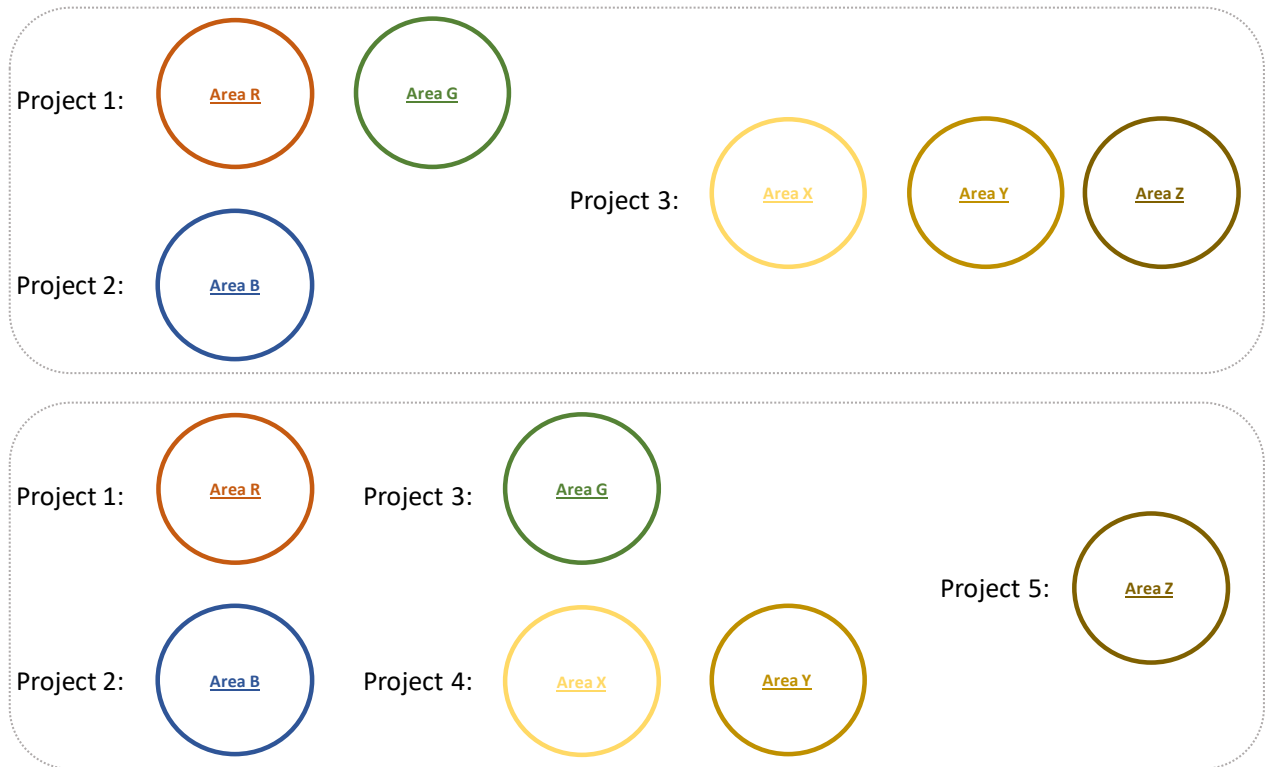 Project 1:
Area R
Area G
Project 3:
Area X
Area Y
Area Z
Project 2:
Area B
Project 1:
Area R
Project 3:
Area G
Project 5:
Area Z
Project 2:
Area B
Project 4:
Area X
Area Y